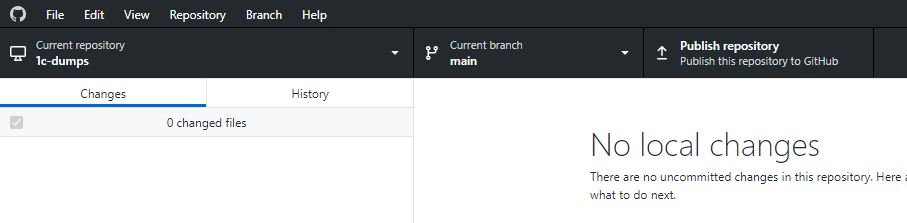 File Edit View Repository Branch Help
Current repository
1c-dumps
Current branch
main
Publish repository
Publish this repository to GitHub
Changes
History
0 changed files
No local changes
There are no uncommitted changes in this repository. Here a
what to do next.